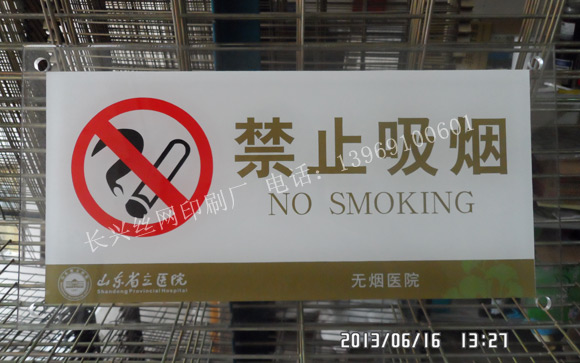 禁止吸烟
NO SMOKING
长兴丝网印刷厂 电话：13969100601
山东省立医院
Shandong Provincial Hospital
无烟医院
2013/06/16 13:27